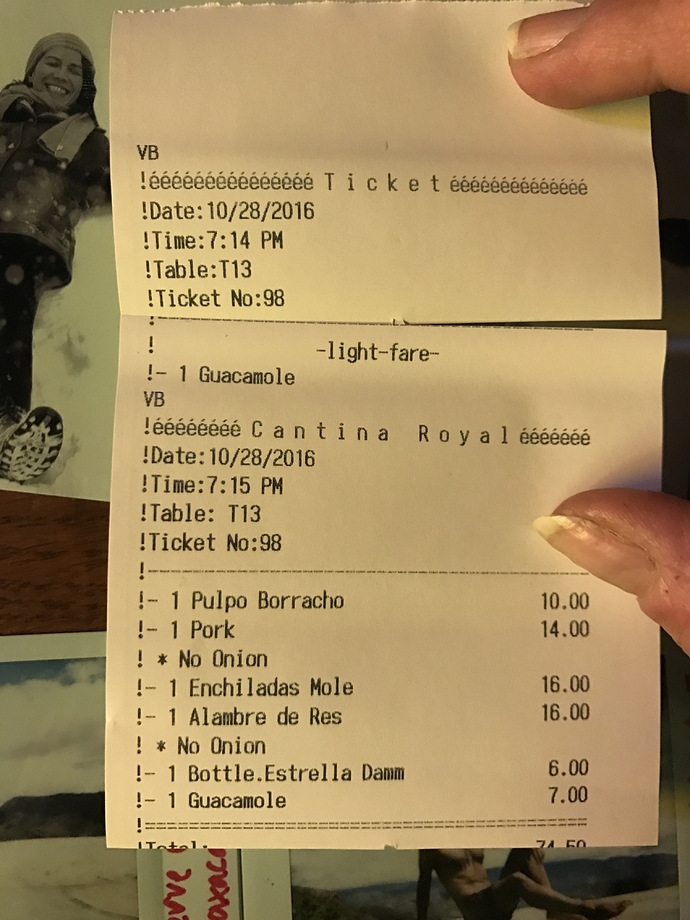 VB
!ééééééééééééééé T i c k e t ééééééééééééé
!Date:10/28/2016
!Time:7:14 PM
!Table:T13
!Ticket No:98
! -light-fare-
!- 1 Guacamole
VB
!éééééééé C a n t i n a   R o y a l ééééééé
!Date:10/28/2016
!Time:7:15 PM
!Table: T13
!Ticket No:98
!- 1 Pulpo Borracho 10.00
!- 1 Pork 14.00
! * No Onion
!- 1 Enchiladas Mole 16.00
!- 1 Alambre de Res 16.00
! * No Onion
!- 1 Bottle.Estrella Damm 6.00
!- 1 Guacamole 7.00
!Total: 74.50